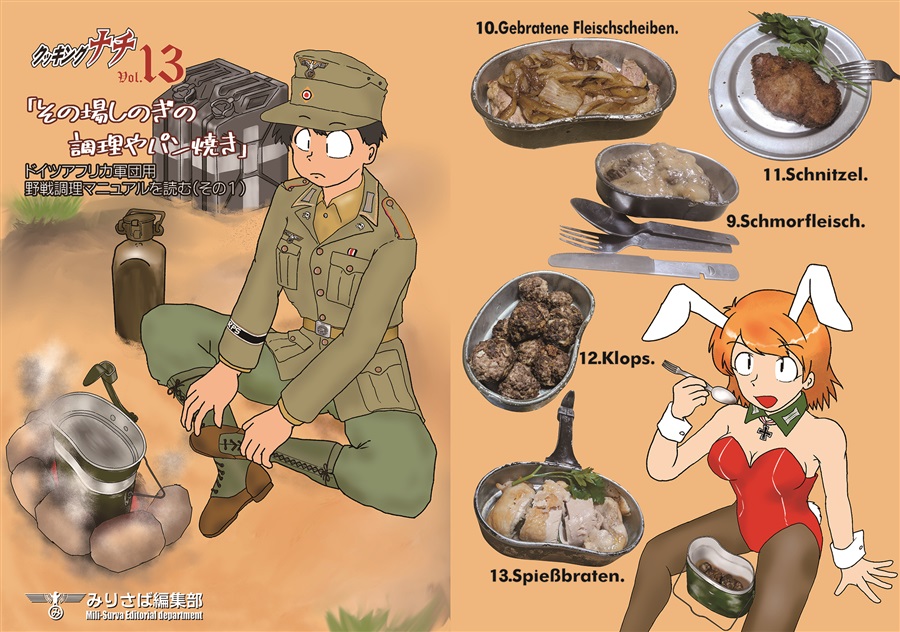 クッキングナチ
Vol.13
「その場しのぎの
調理やパン焼き」
ドイツアフリカ軍団用
野戦調理マニュアルを読む(その1)
みりさば編集部
Mili-Surva Editorial department
10.Gebratene Fleischscheiben.
11.Schnitzel.
9.Schmorfleisch.
12.Klops.
13.Spießbraten.